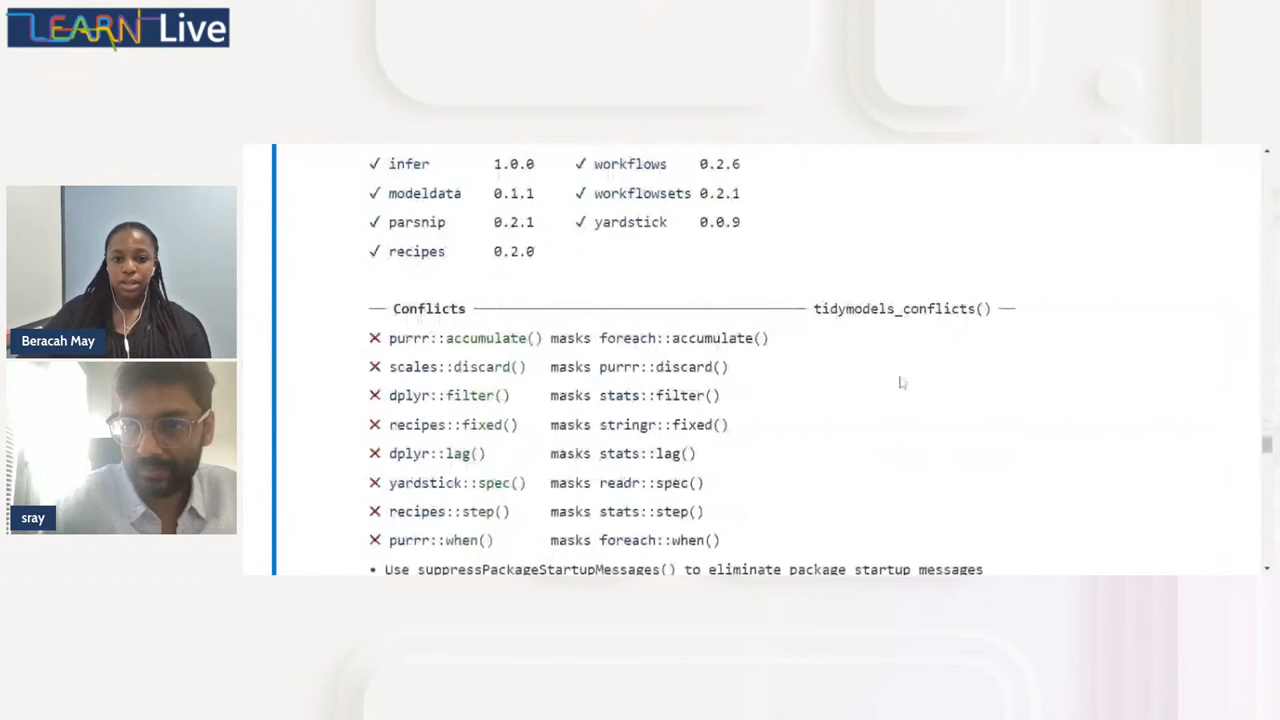 LEARN Live
✓ infer 1.0.0 ✓ workflows 0.2.6
✓ modeldata 0.1.1 ✓ workflowsets 0.2.1
✓ parsnip 0.2.1 ✓ yardstick 0.0.9
✓ recipes 0.2.0
── Conflicts ── tidymodels_conflicts() ──
✗ purrr::accumulate() masks foreach::accumulate()
✗ scales::discard() masks purrr::discard()
✗ dplyr::filter() masks stats::filter()
✗ recipes::fixed() masks stringr::fixed()
✗ dplyr::lag() masks stats::lag()
✗ yardstick::spec() masks readr::spec()
✗ recipes::step() masks stats::step()
✗ purrr::when() masks foreach::when()
• Use suppressPackageStartupMessages() to eliminate package startup messages
Beracah May
sray